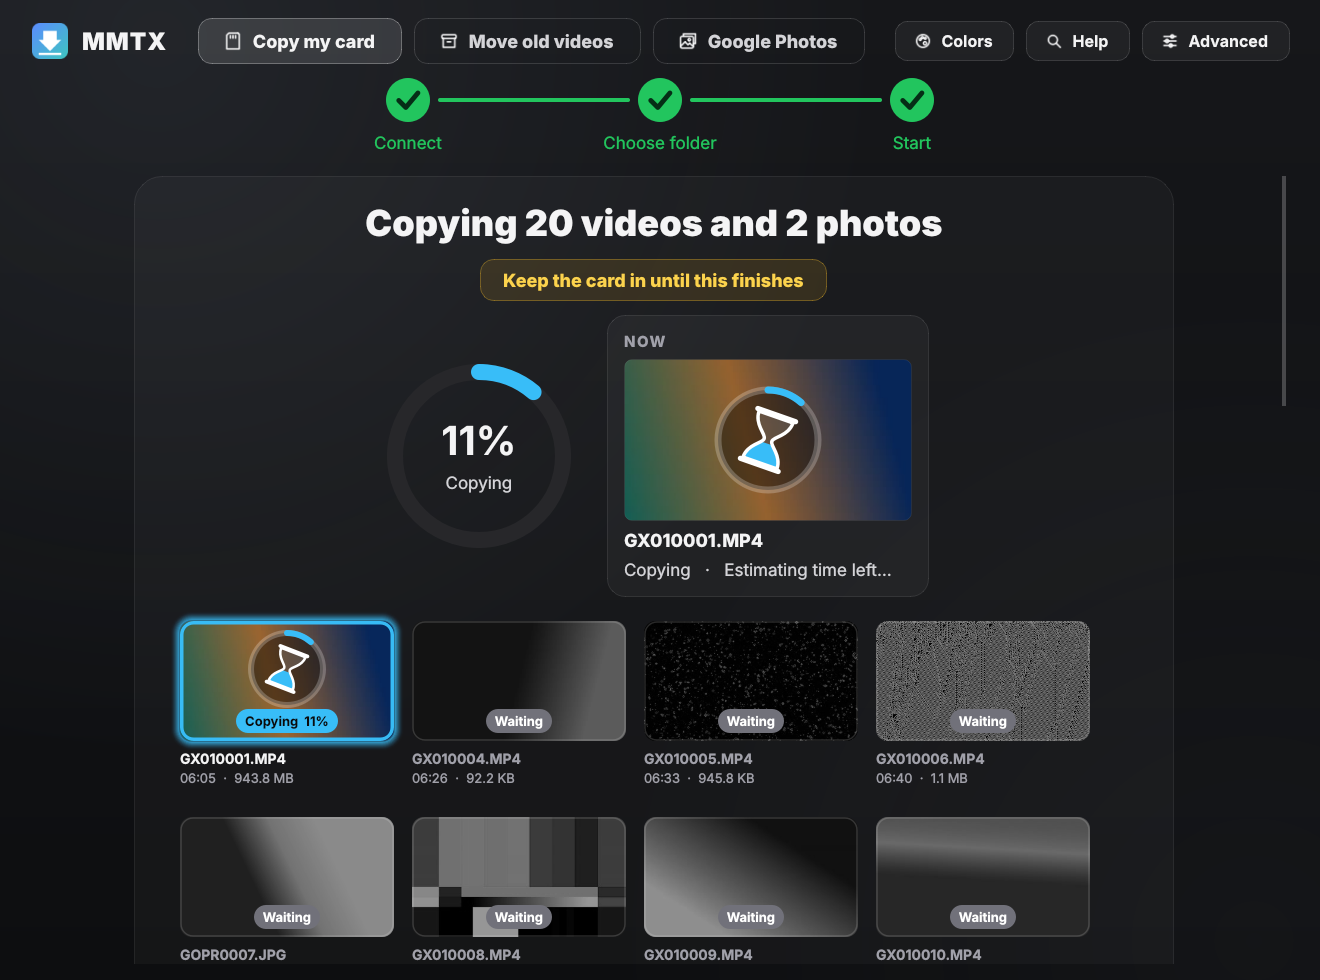 MMTX
Copy my card
Move old videos
Google Photos
Colors
Help
Advanced
Connect
Choose folder
Start
Copying 20 videos and 2 photos
Keep the card in until this finishes
11%
Copying
NOW
GX010001.MP4
Copying · Estimating time left...
Copying 11%
GX010001.MP4
06:05 · 943.8 MB
Waiting
GX010004.MP4
06:26 · 92.2 KB
Waiting
GX010005.MP4
06:33 · 945.8 KB
Waiting
GX010006.MP4
06:40 · 1.1 MB
Waiting
GOPR0007.JPG
Waiting
GX010008.MP4
Waiting
GX010009.MP4
Waiting
GX010010.MP4